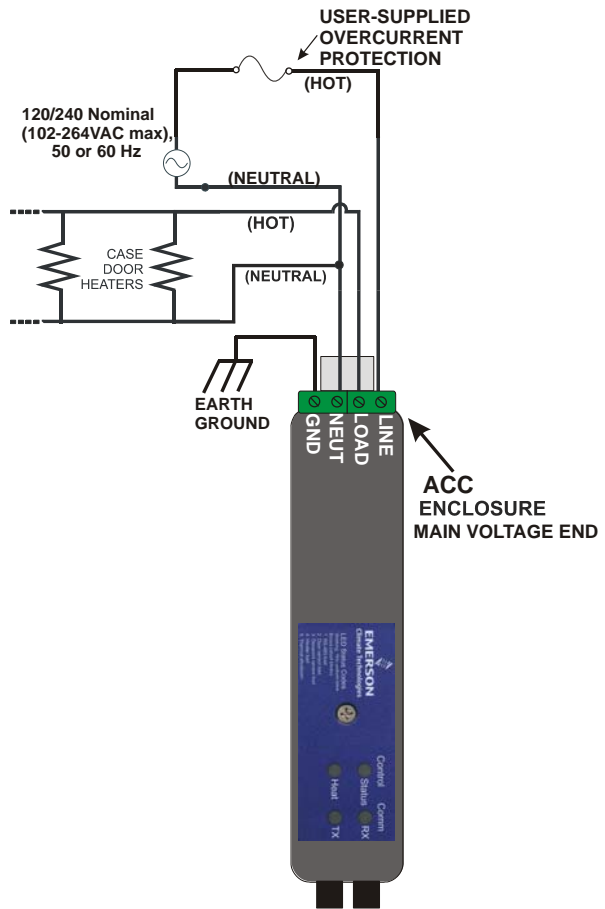 USER-SUPPLIED
OVERCURRENT
PROTECTION
(HOT)
120/240 Nominal
(102-264VAC max),
50 or 60 Hz
(NEUTRAL)
(HOT)
CASE
DOOR
HEATERS
(NEUTRAL)
EARTH
GROUND
GND
NEUT
LOAD
LINE
ACC
ENCLOSURE
MAIN VOLTAGE END
EMERSON
Climate Technologies
LED Status Codes
Control
Comm
Status
RX
Heat
TX